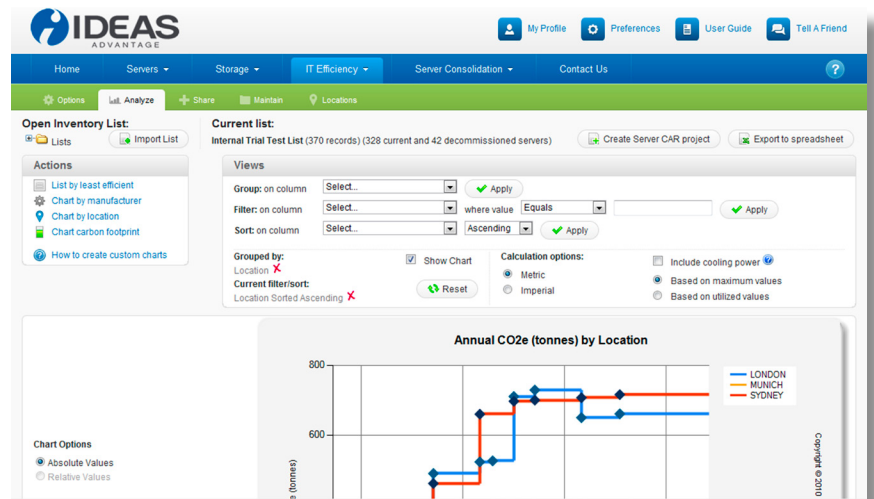 IDEAS
ADVANTAGE
My Profile
Preferences
User Guide
Tell A Friend
Home
Servers
Storage
IT Efficiency
Server Consolidation
Contact Us
?
Options
Analyze
Share
Maintain
Locations
Open Inventory List:
Lists
Import List
Current list:
Internal Trial Test List (370 records) (328 current and 42 decommissioned servers)
Create Server CAR project
Export to spreadsheet
Actions
List by least efficient
Chart by manufacturer
Chart by location
Chart carbon footprint
How to create custom charts
Views
Group: on column
Select...
Apply
Filter: on column
Select...
where value
Equals
Apply
Sort: on column
Select...
Ascending
Apply
Grouped by:
Location
Current filter/sort:
Location Sorted Ascending
Show Chart
Reset
Calculation options:
Metric
Imperial
Include cooling power
Based on maximum values
Based on utilized values
Annual CO2e (tonnes) by Location
800
600
(tonnes)
LONDON
MUNICH
SYDNEY
Copyright © 2010
Chart Options
Absolute Values
Relative Values